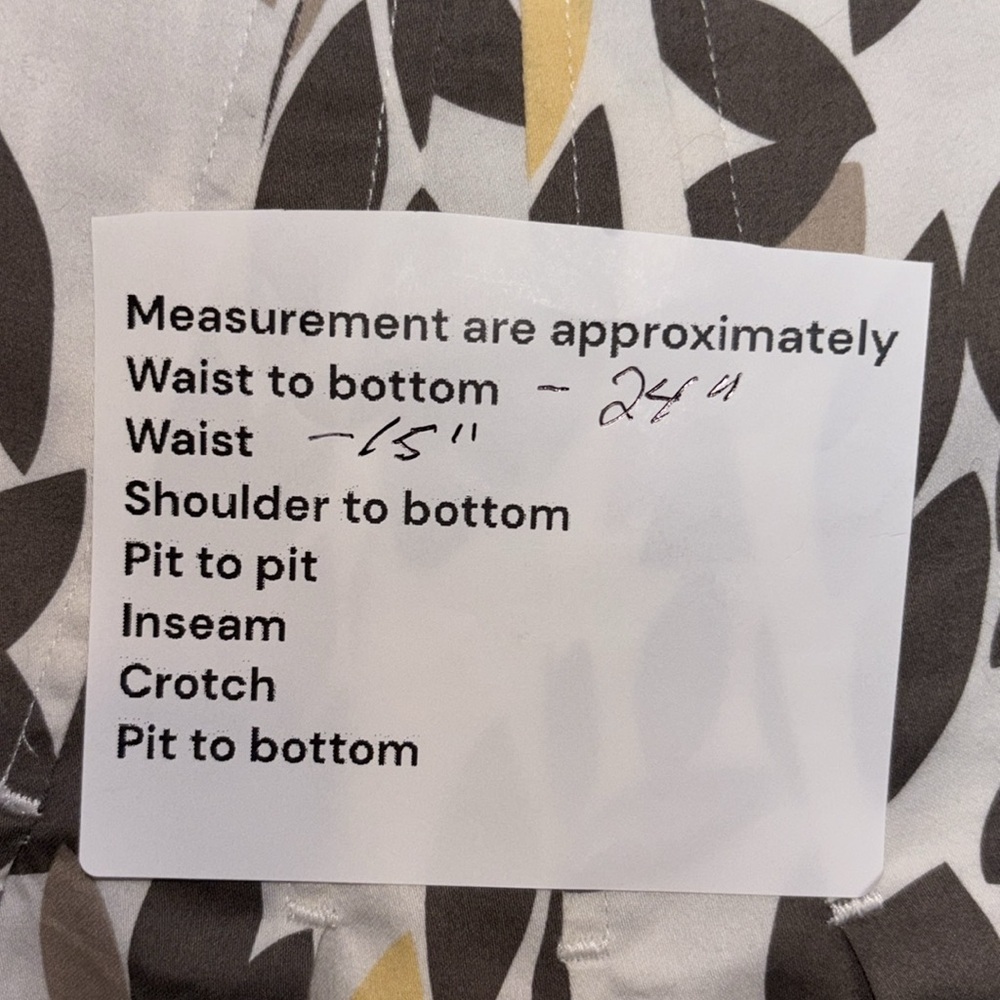 Measurement are approximately
Waist to bottom - 24"
Waist -15"
Shoulder to bottom
Pit to pit
Inseam
Crotch
Pit to bottom